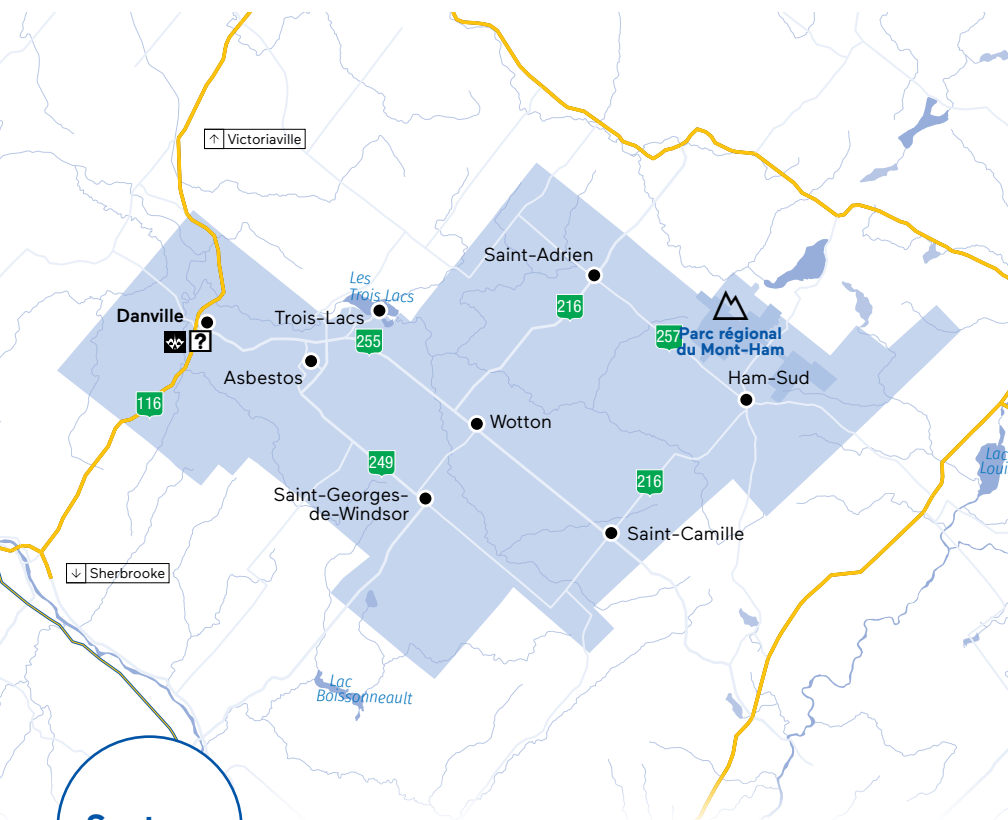 ↑ Victoriaville
Saint-Adrien
Les
Trois Lacs
216
Danville
?
Trois-Lacs
255
257
Parc régional
du Mont-Ham
Asbestos
Ham-Sud
116
Wotton
249
216
Saint-Georges-
de-Windsor
Saint-Camille
Lac
↓ Sherbrooke
Lac
Boissonneault